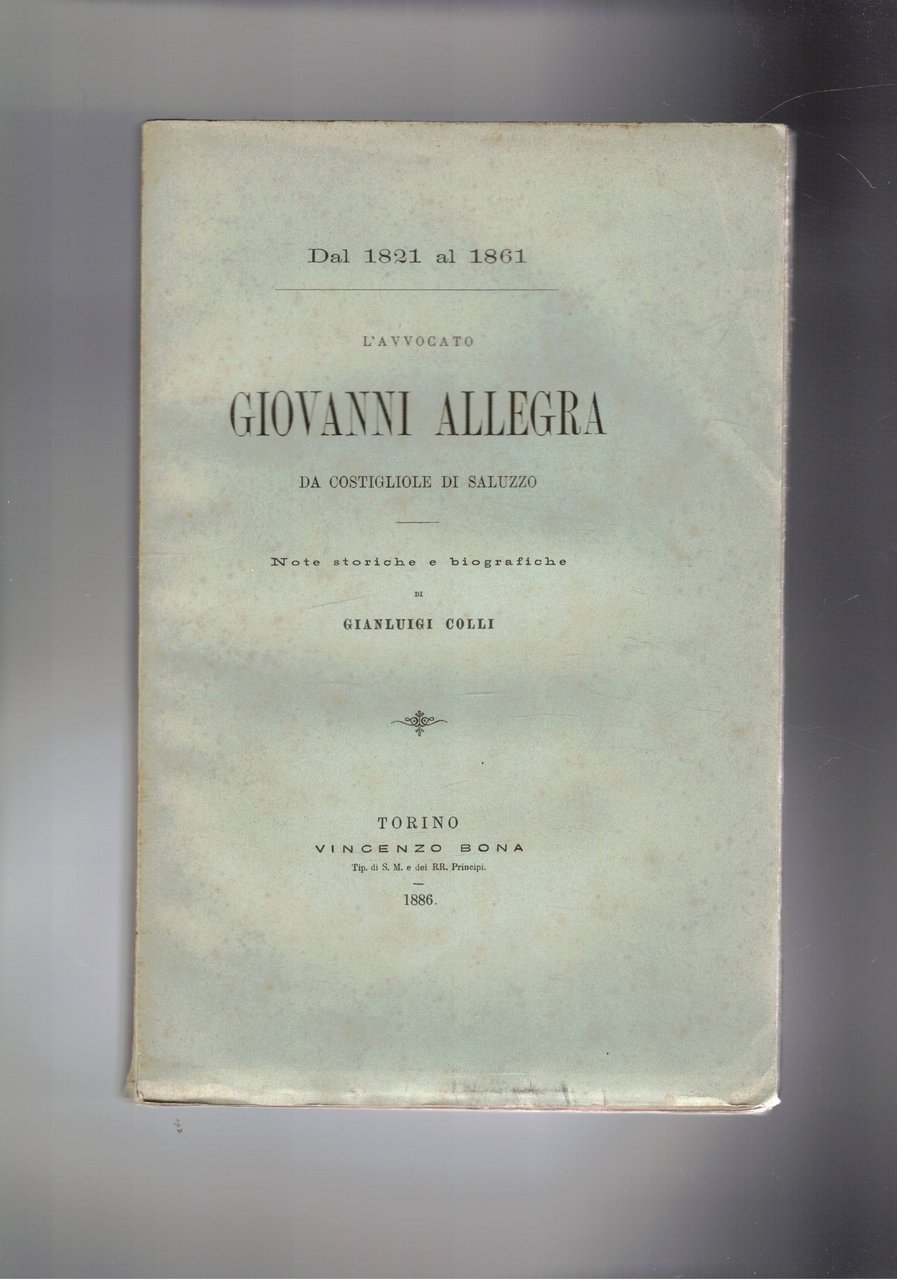 Dal 1821 al 1861
L'AVVOCATO
GIOVANNI ALLEGRA
DA COSTIGLIOLE DI SALUZZO
Note storiche e biografiche
DI
GIANLUIGI COLLI
TORINO
VINCENZO BONA
Tip. di S. M. e dei RR. Principi.
1886.